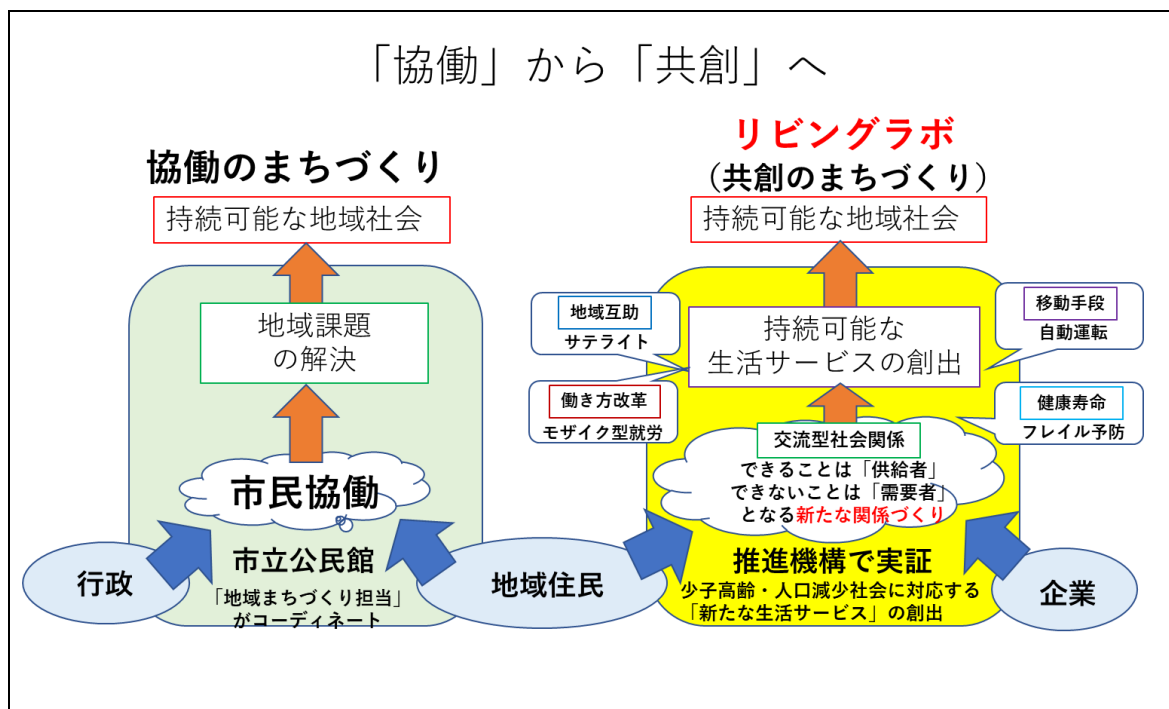 「協働」から「共創」へ
協働のまちづくり
持続可能な地域社会
地域課題
の解決
市民協働
市立公民館
「地域まちづくり担当」
がコーディネート
行政
地域住民
リビングラボ
(共創のまちづくり)
持続可能な地域社会
地域互助
サテライト
働き方改革
モザイク型就労
持続可能な
生活サービスの創出
移動手段
自動運転
健康寿命
フレイル予防
交流型社会関係
できることは「供給者」
できないことは「需要者」
となる新たな関係づくり
推進機構で実証
少子高齢・人口減少社会に対応する
「新たな生活サービス」の創出
企業